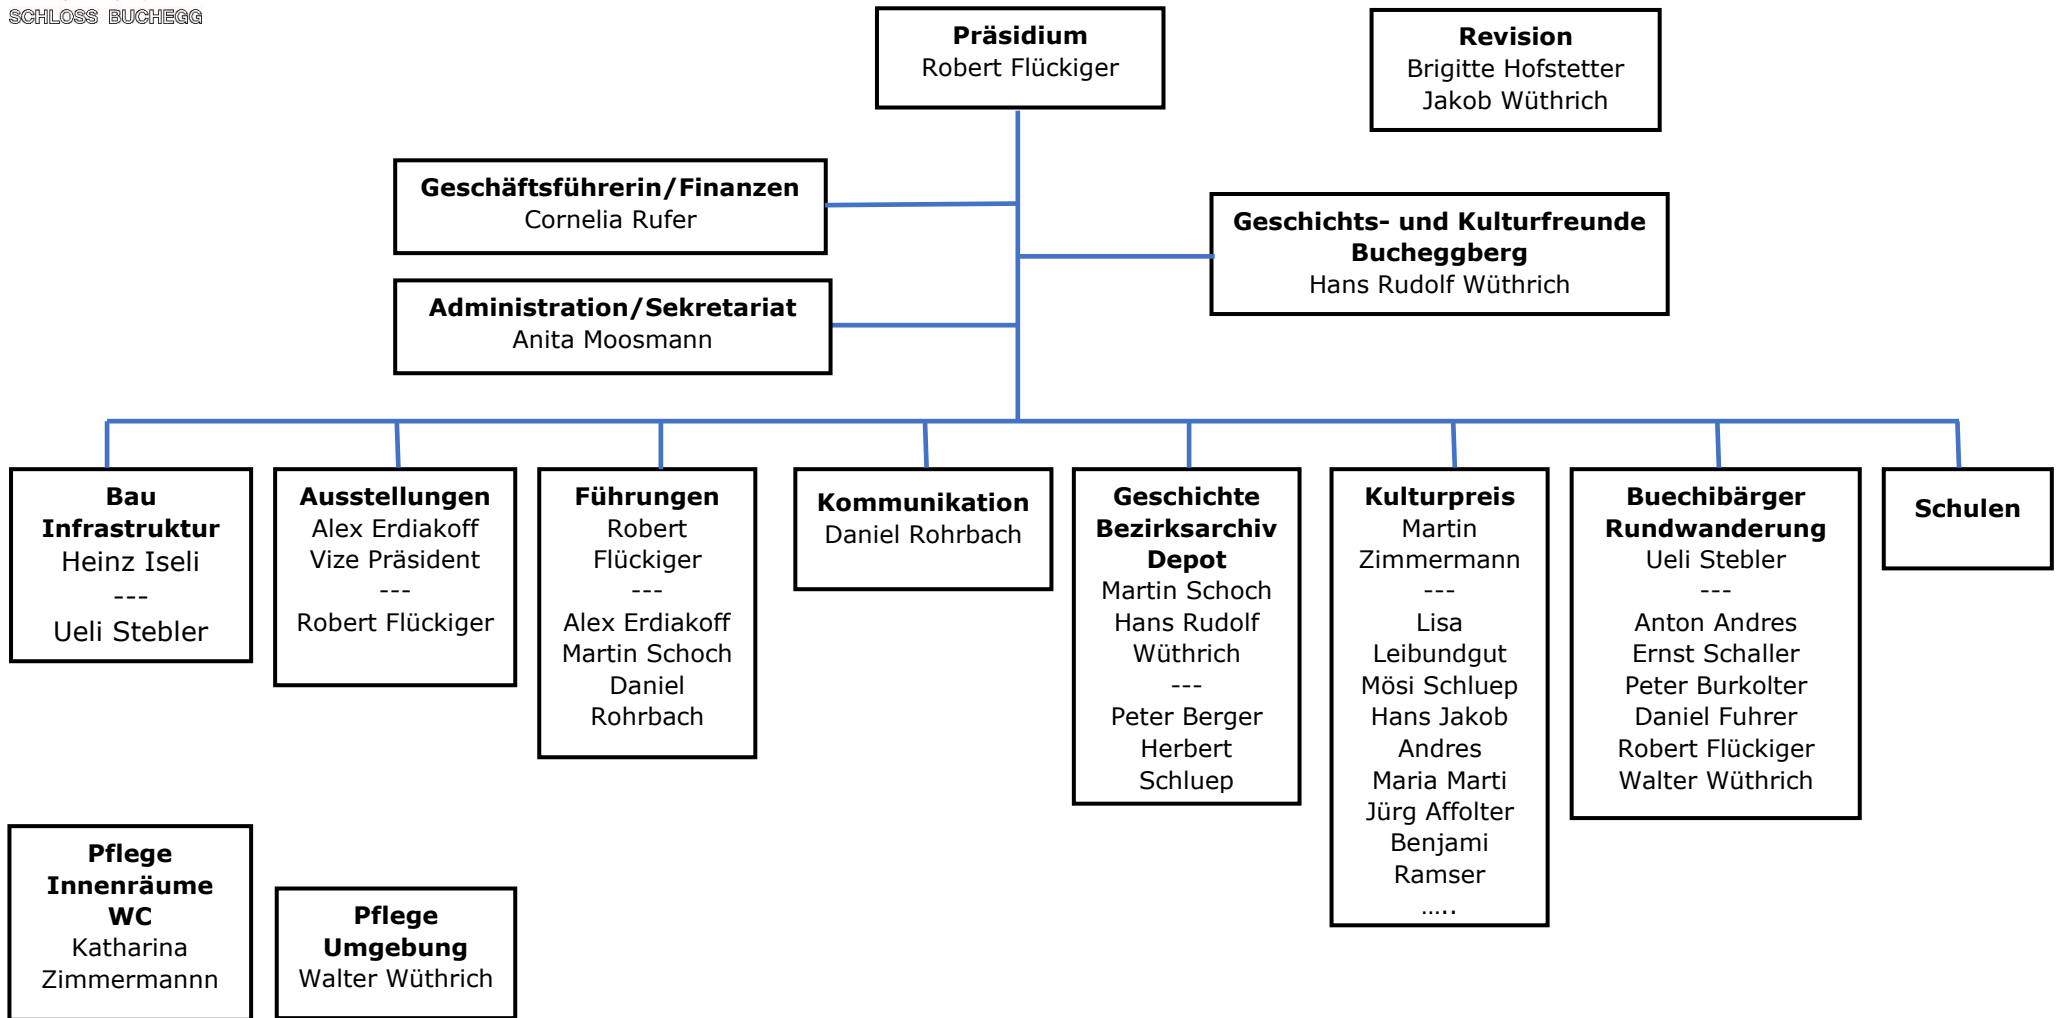 SCHLOSS BUCHEGG
Präsidium
Robert Flückiger
Revision
Brigitte Hofstetter
Jakob Wüthrich
Geschäftsführerin/Finanzen
Cornelia Rufer
Geschichts- und Kulturfreunde
Bucheggberg
Hans Rudolf Wüthrich
Administration/Sekretariat
Anita Moosmann
Bau
Infrastruktur
Heinz Iseli
---
Ueli Stebler
Ausstellungen
Alex Erdiakoff
Vize Präsident
---
Robert Flückiger
Führungen
Robert
Flückiger
---
Alex Erdiakoff
Martin Schoch
Daniel
Rohrbach
Kommunikation
Daniel Rohrbach
Geschichte
Bezirksarchiv
Depot
Martin Schoch
Hans Rudolf
Wüthrich
---
Peter Berger
Herbert
Schluep
Kulturpreis
Martin
Zimmermann
---
Lisa
Leibundgut
Mösi Schluep
Hans Jakob
Andres
Maria Marti
Jürg Affolter
Benjami
Ramser
.....
Buechibärger
Rundwanderung
Ueli Stebler
---
Anton Andres
Ernst Schaller
Peter Burkolter
Daniel Fuhrer
Robert Flückiger
Walter Wüthrich
Schulen
Pflege
Innenräume
WC
Katharina
Zimmermannn
Pflege
Umgebung
Walter Wüthrich